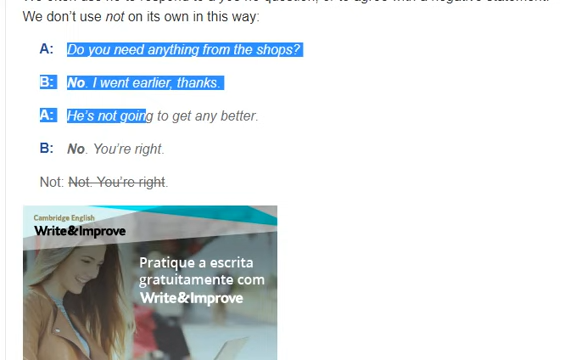 We don't use not on its own in this way:
A: Do you need anything from the shops?
B: No. I went earlier, thanks.
A: He's not going to get any better.
B: No. You're right.
Not: Not. You're right.
Cambridge English
Write&Improve
Pratique a escrita
gratuitamente com
Write&Improve